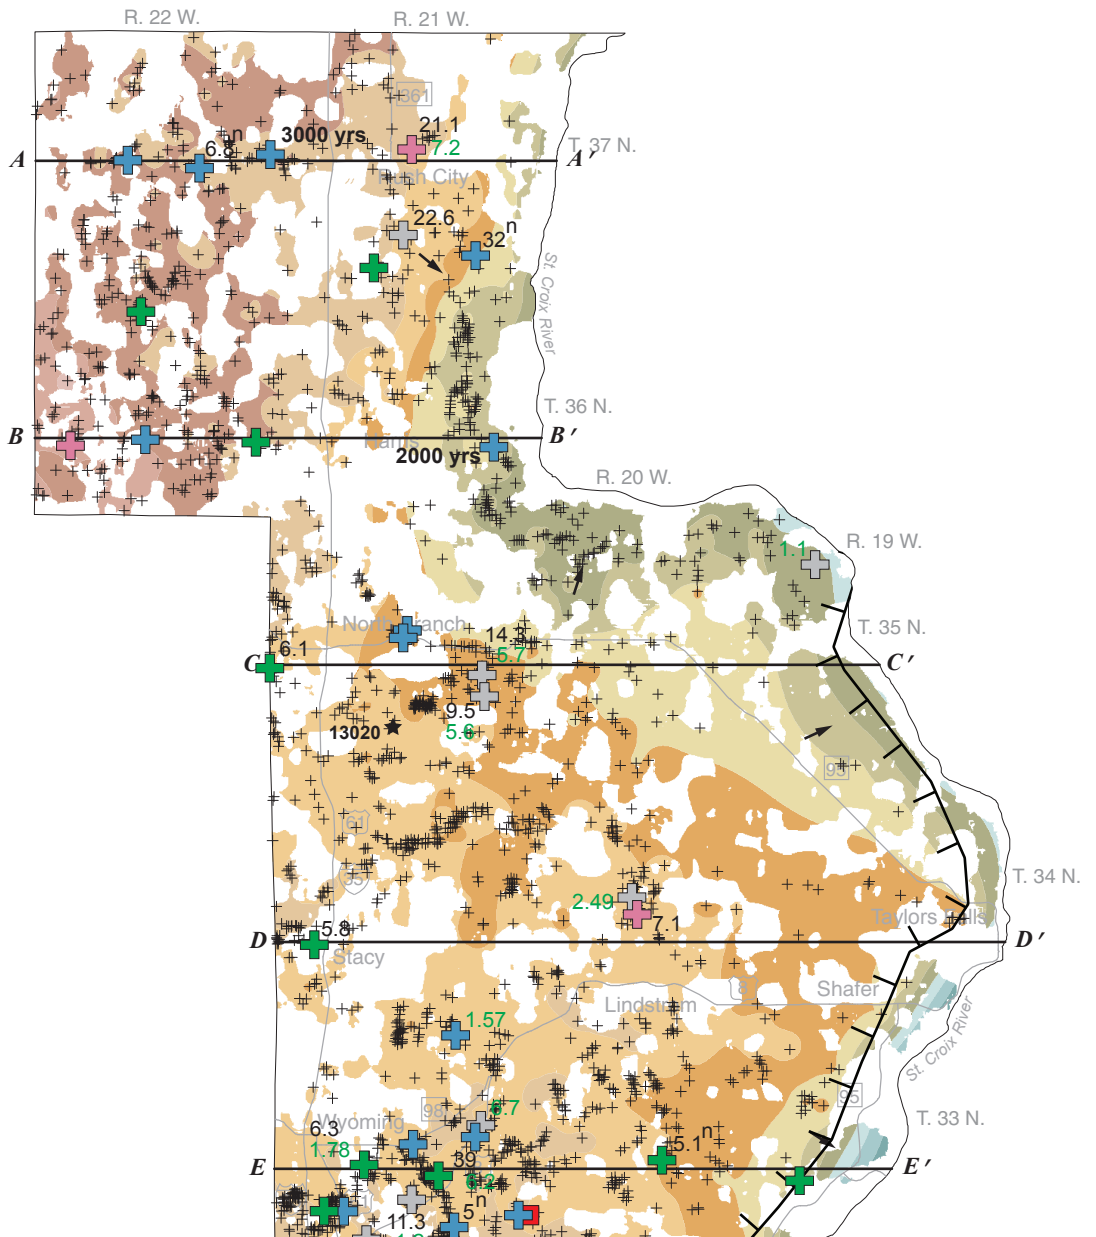 R. 22 W.
R. 21 W.
361
21.1
7.2
3000 yrs
n
6.8
A
A′
T. 37 N.
Rush City
22.6
32
n
St. Croix River
T. 36 N.
B
B′
Harris
2000 yrs
R. 20 W.
1.1
R. 19 W.
North Branch
14.3
5.7
T. 35 N.
6.1
C
C′
9.5
5.6
13020
95
61
35
T. 34 N.
2.49
7.1
Taylors Falls
5.8
D
D′
Stacy
8
Shafer
Lindstrom
1.57
St. Croix River
98
6.7
95
T. 33 N.
Wyoming
6.3
1.78
5.1
n
39
6.2
E
E′
5
n
11.3